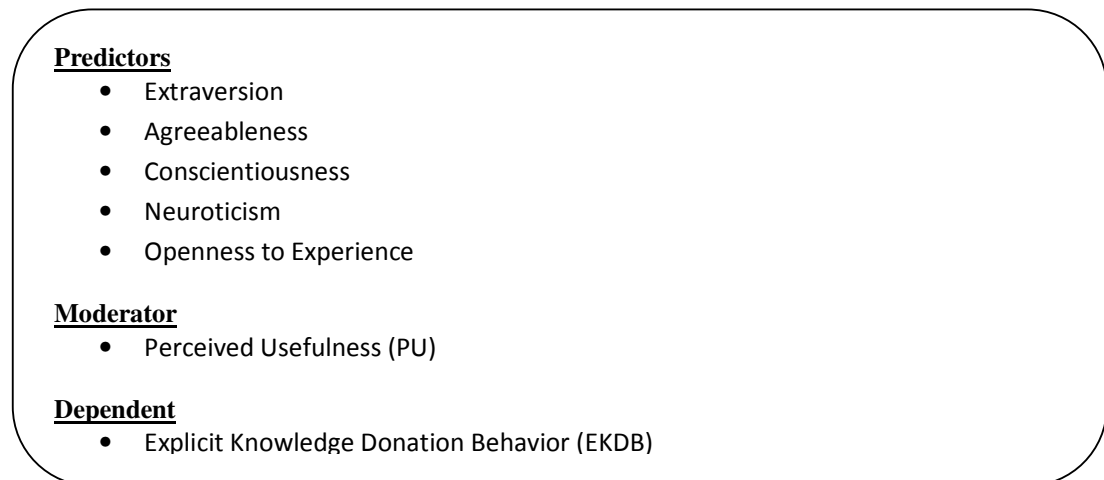 Predictors
• Extraversion
• Agreeableness
• Conscientiousness
• Neuroticism
• Openness to Experience
Moderator
• Perceived Usefulness (PU)
Dependent
• Explicit Knowledge Donation Behavior (EKDB)